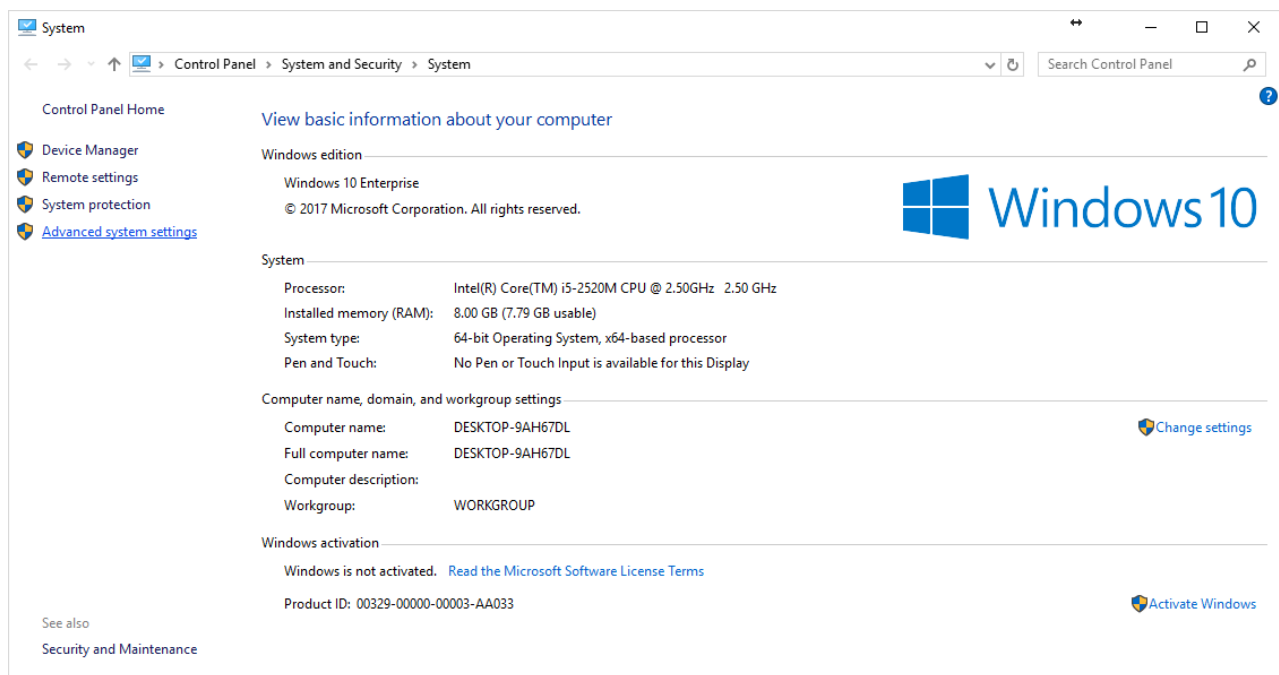 System
Control Panel > System and Security > System
Search Control Panel
?
Control Panel Home
Device Manager
Remote settings
System protection
Advanced system settings
See also
Security and Maintenance
View basic information about your computer
Windows edition
Windows 10 Enterprise
© 2017 Microsoft Corporation. All rights reserved.
Windows 10
System
Processor: Intel(R) Core(TM) i5-2520M CPU @ 2.50GHz 2.50 GHz
Installed memory (RAM): 8.00 GB (7.79 GB usable)
System type: 64-bit Operating System, x64-based processor
Pen and Touch: No Pen or Touch Input is available for this Display
Computer name, domain, and workgroup settings
Computer name: DESKTOP-9AH67DL
Change settings
Full computer name: DESKTOP-9AH67DL
Computer description:
Workgroup: WORKGROUP
Windows activation
Windows is not activated. Read the Microsoft Software License Terms
Product ID: 00329-00000-00003-AA033
Activate Windows